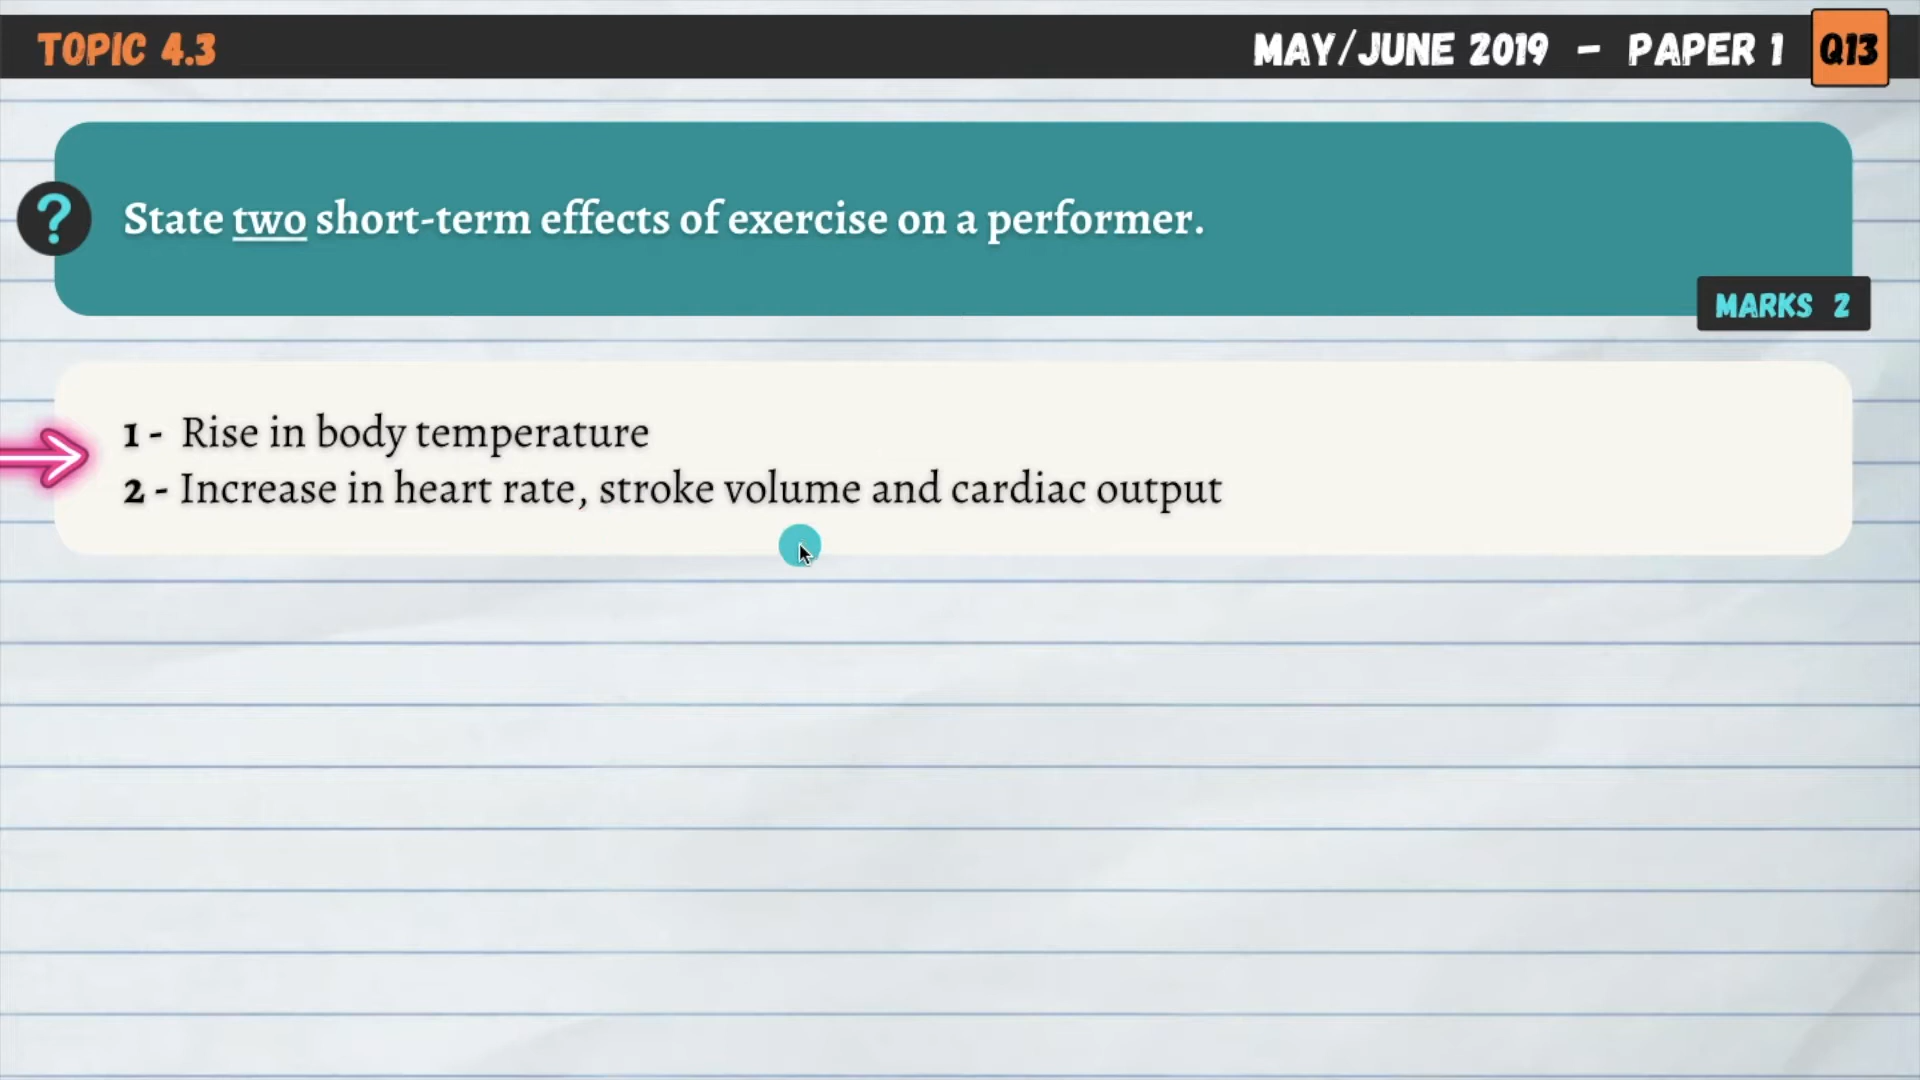 TOPIC 4.3
MAY/JUNE 2019 - PAPER 1 Q13
? State two short-term effects of exercise on a performer.
MARKS 2
1 - Rise in body temperature
2 - Increase in heart rate, stroke volume and cardiac output